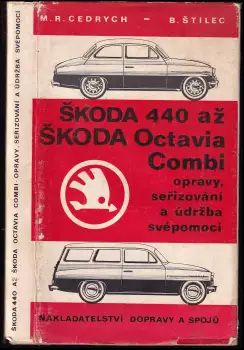 M. R. CEDRYCH – B. ŠTILEC
ŠKODA 440 až
ŠKODA Octavia
Combi
opravy,
seřizování
a údržba
svépomocí
NAKLADATELSTVÍ DOPRAVY A SPOJŮ
ŠKODA 440 AŽ ŠKODA OCTAVIA COMBI OPRAVY, SEŘIZOVÁNÍ A ÚDRŽBA SVÉPOMOCÍ